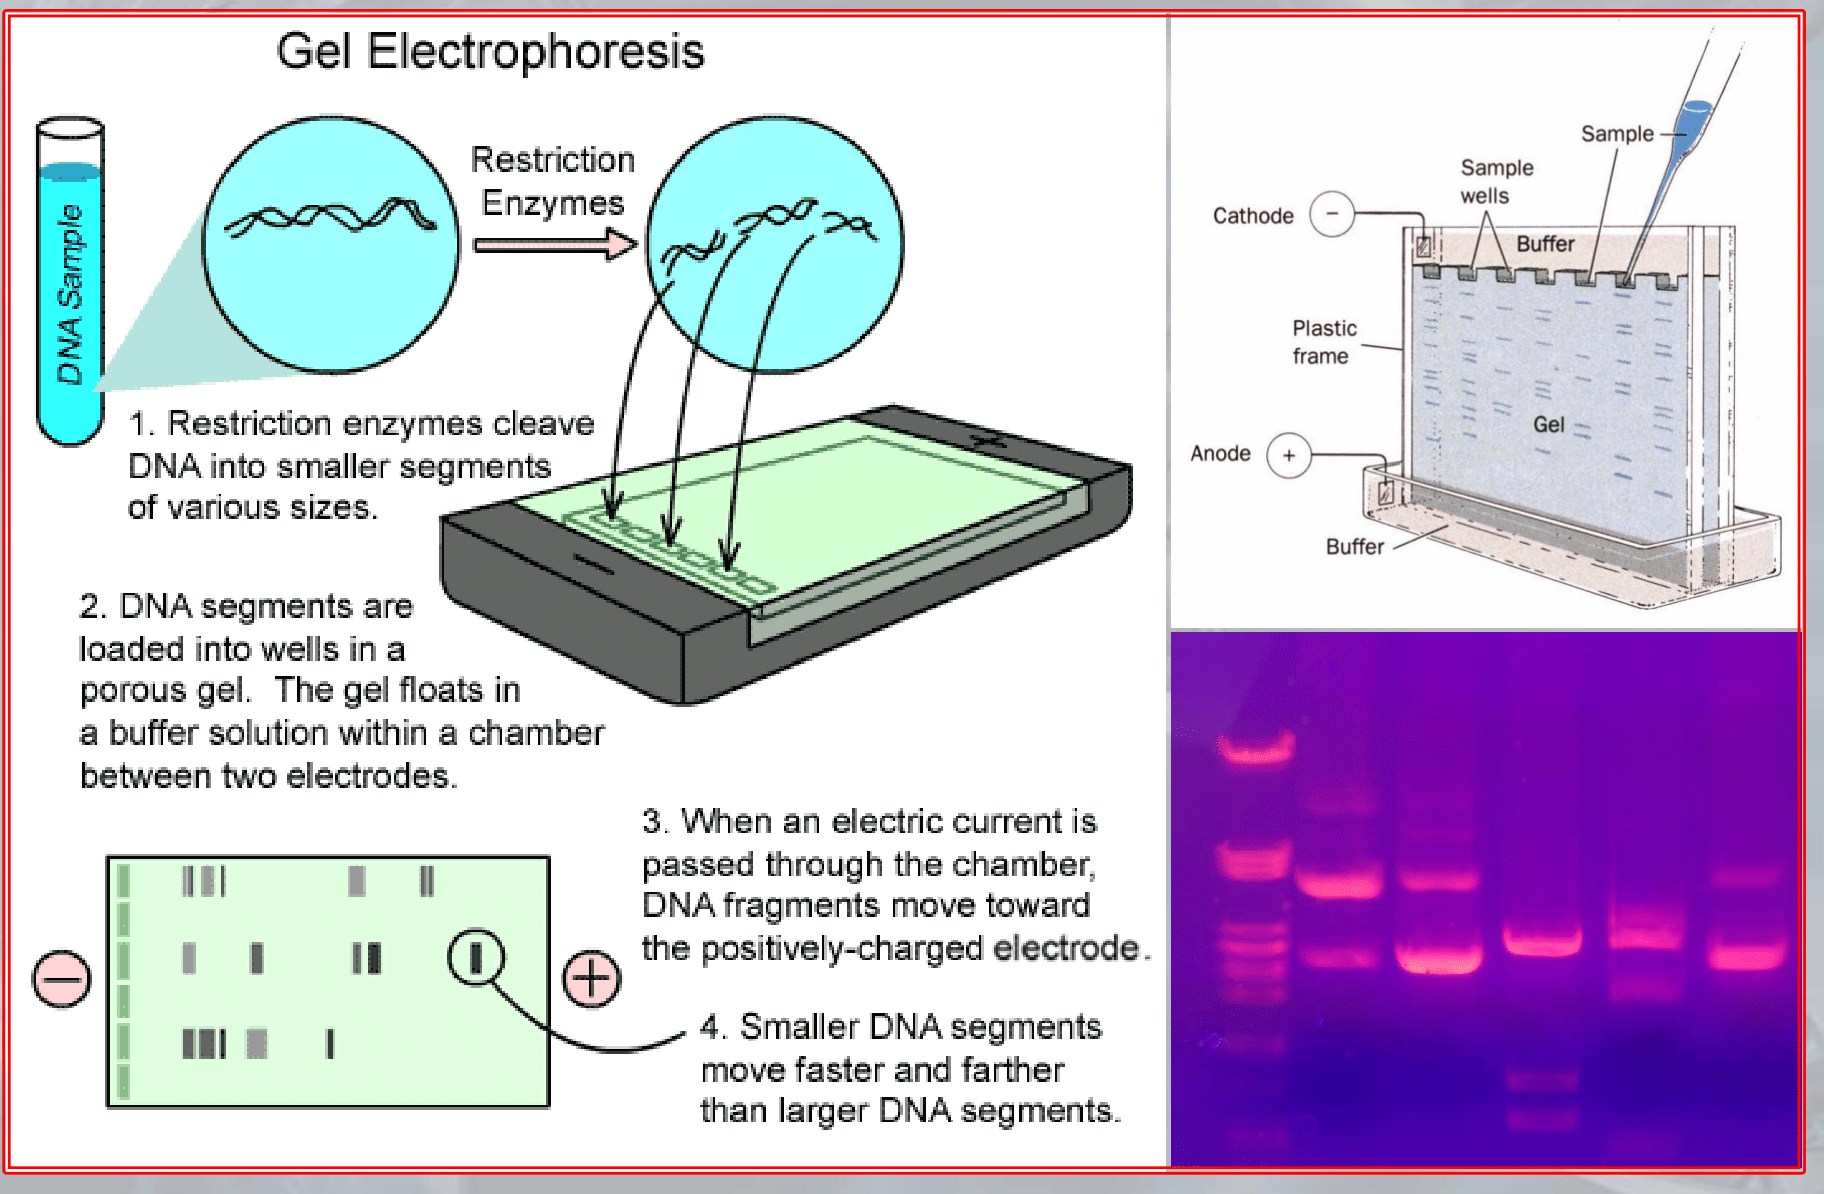 Gel Electrophoresis
DNA Sample
Restriction
Enzymes
1. Restriction enzymes cleave
DNA into smaller segments
of various sizes.
2. DNA segments are
loaded into wells in a
porous gel. The gel floats in
a buffer solution within a chamber
between two electrodes.
3. When an electric current is
passed through the chamber,
DNA fragments move toward
the positively-charged electrode.
4. Smaller DNA segments
move faster and farther
than larger DNA segments.
Sample
Sample
wells
Cathode
−
Buffer
Plastic
frame
Gel
Anode
+
Buffer
−
+
−
+